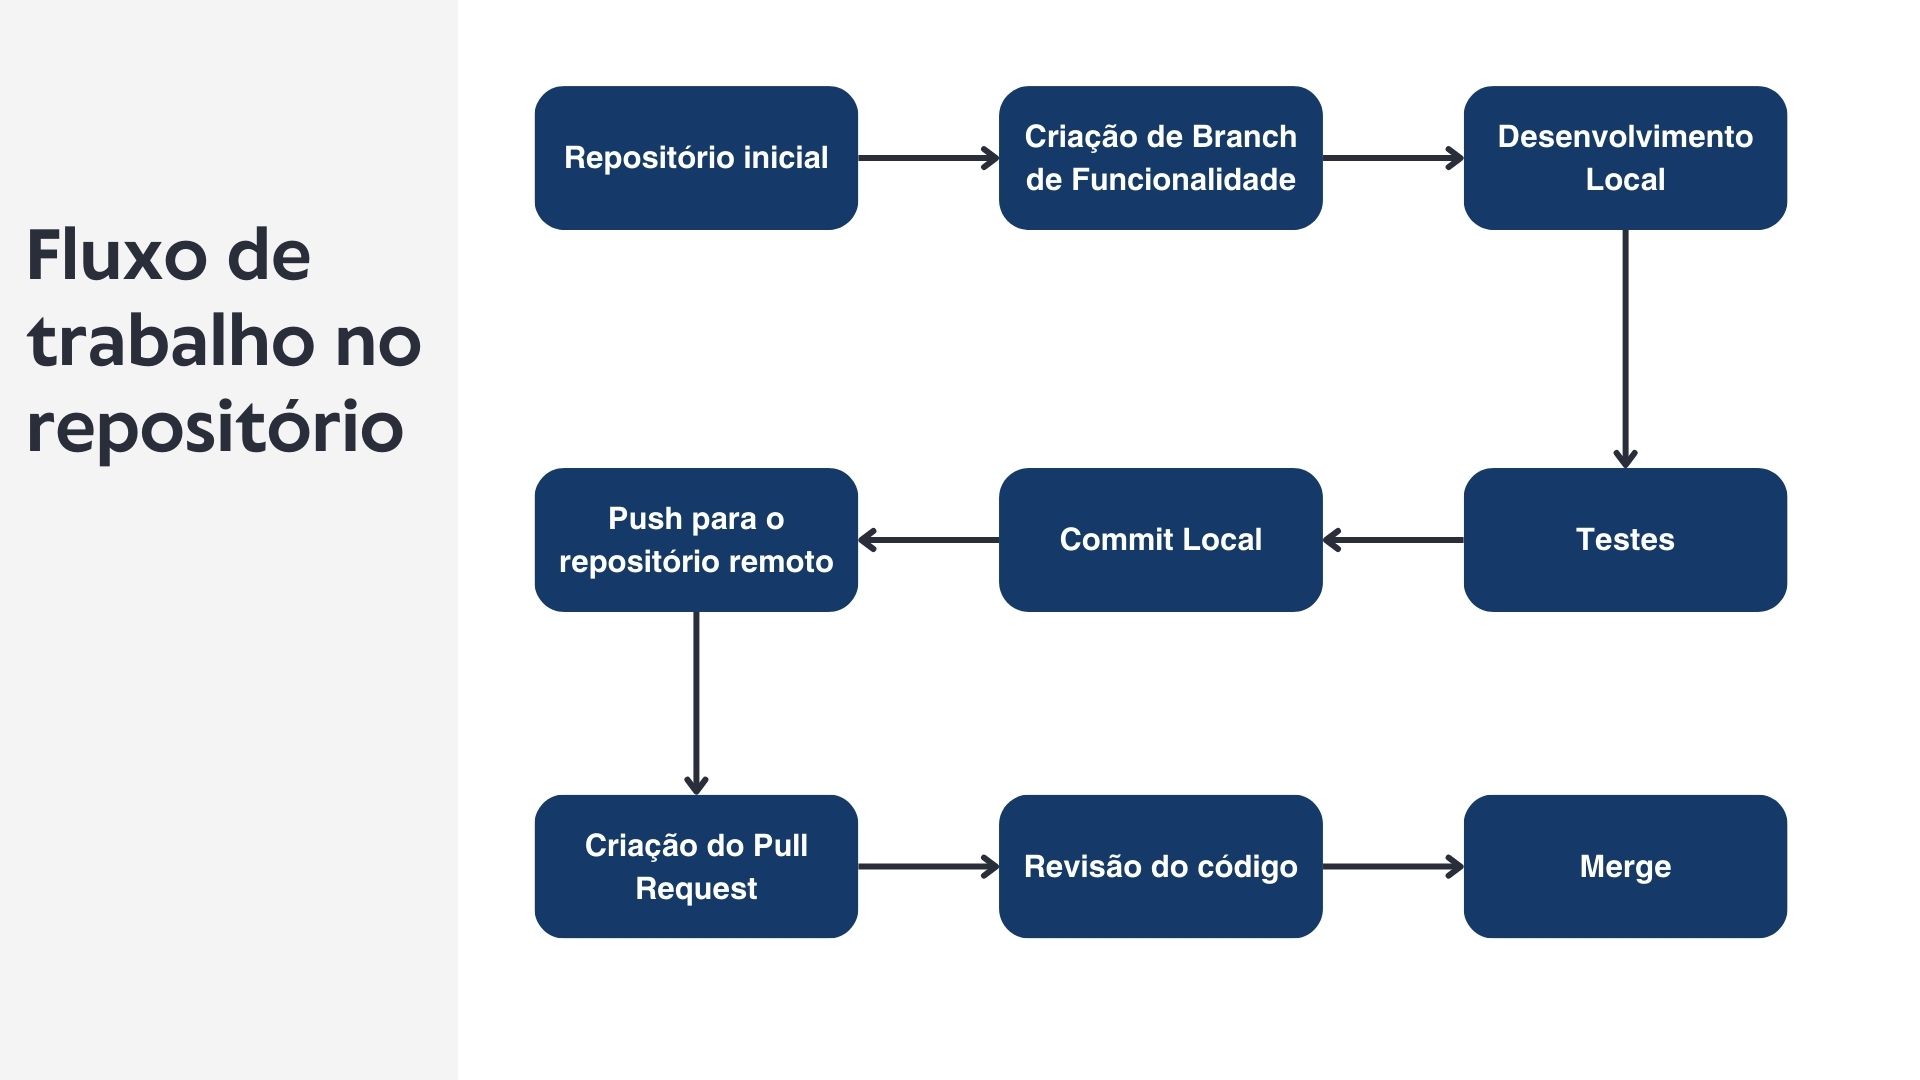 Fluxo de
trabalho no
repositório
Repositório inicial
Criação de Branch
de Funcionalidade
Desenvolvimento
Local
Testes
Commit Local
Push para o
repositório remoto
Criação do Pull
Request
Revisão do código
Merge